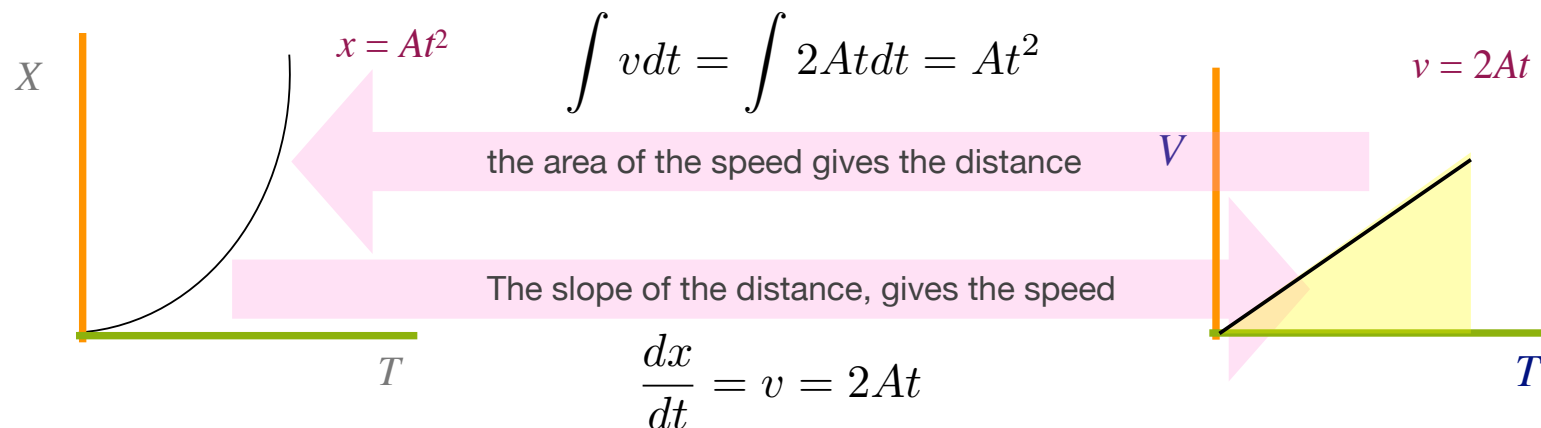 X
x = At²
∫ vdt = ∫ 2Atdt = At²
v = 2At
V
the area of the speed gives the distance
The slope of the distance, gives the speed
T
dx/dt = v = 2At
T